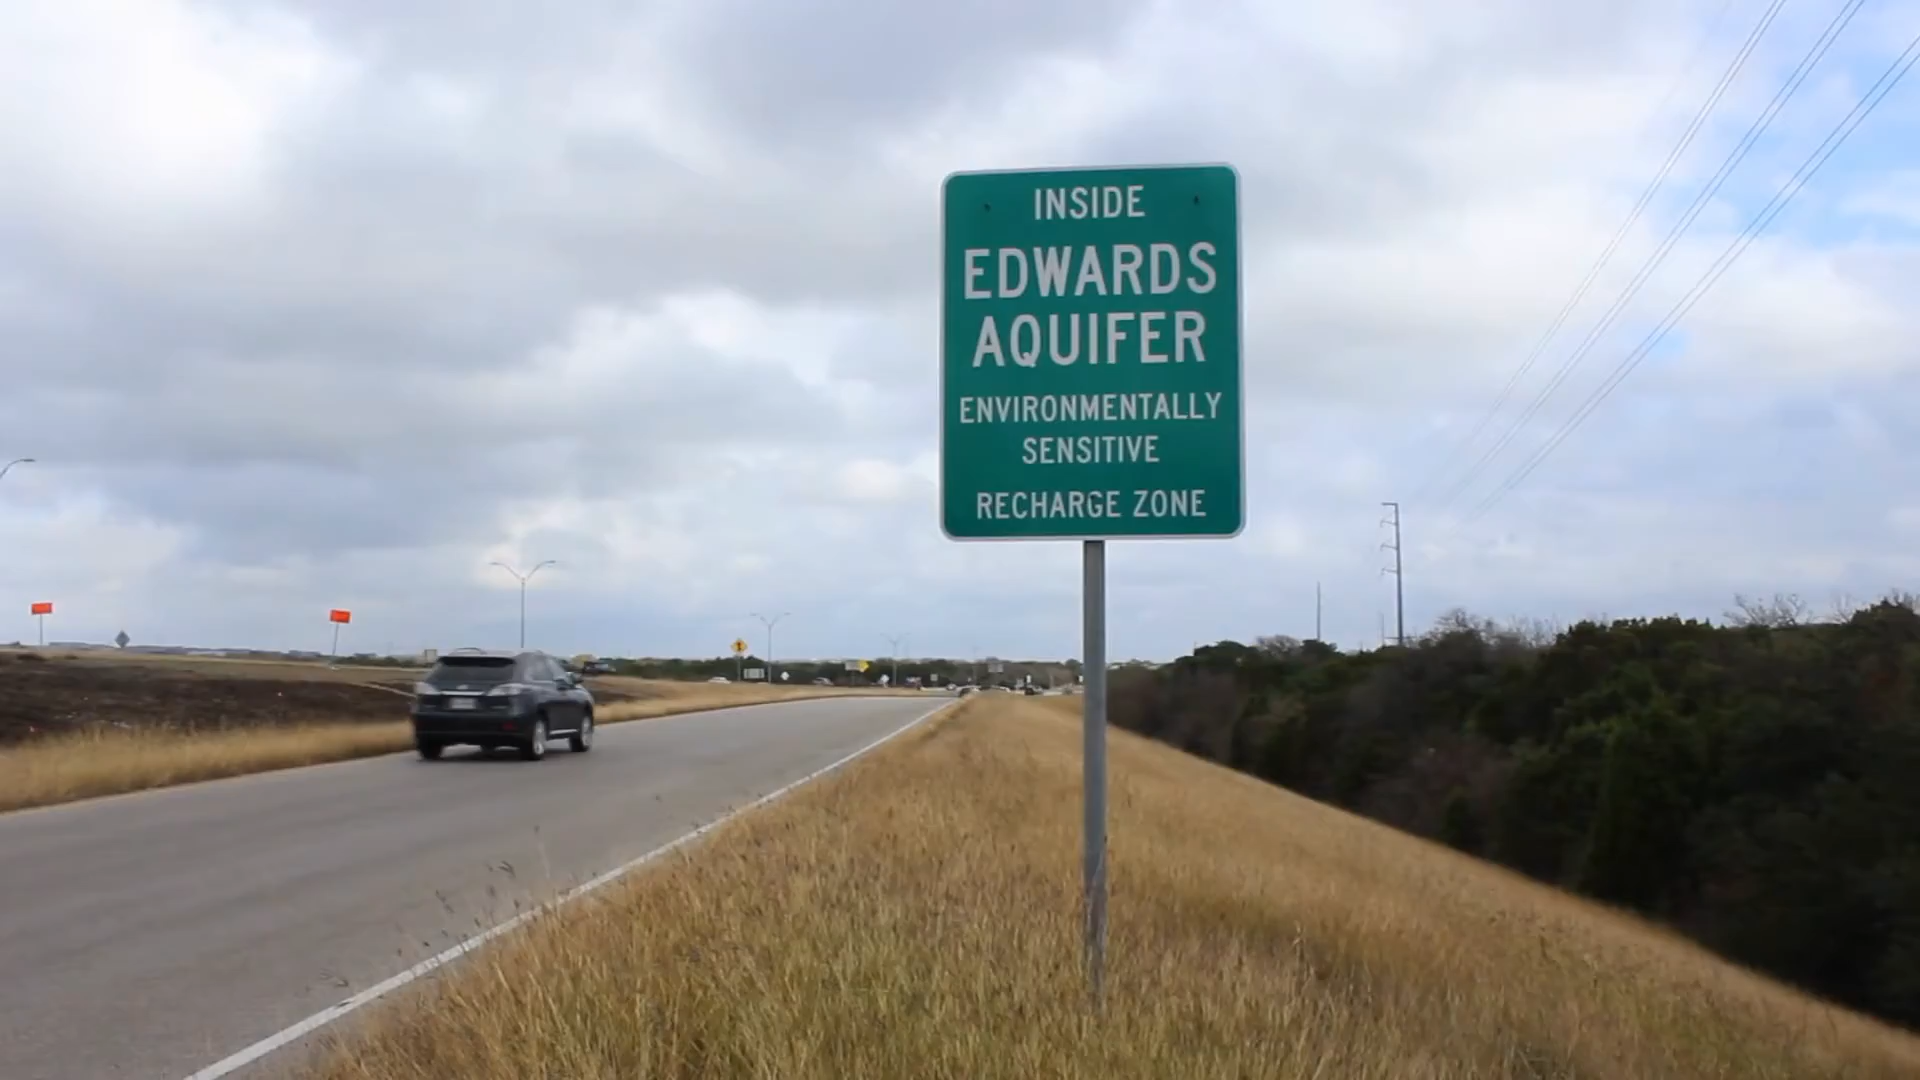 INSIDE
EDWARDS
AQUIFER
ENVIRONMENTALLY
SENSITIVE
RECHARGE ZONE